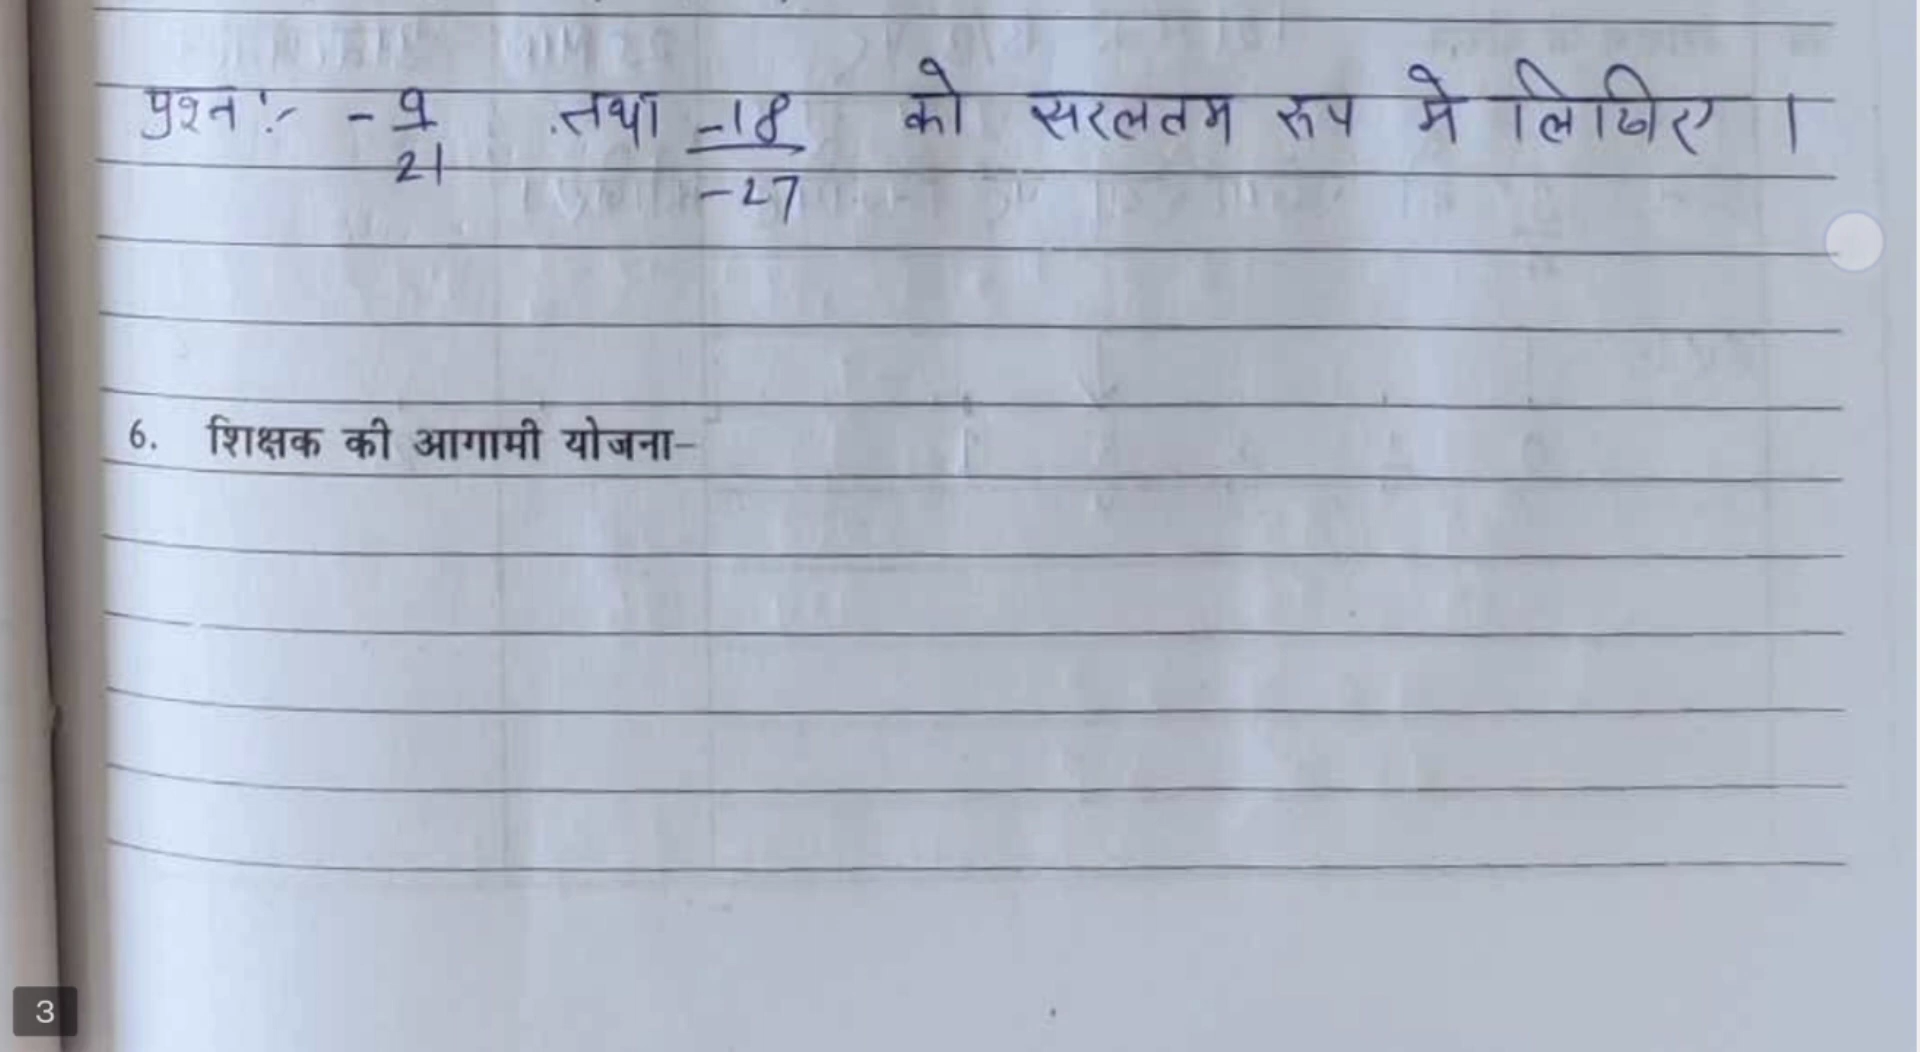 प्रश्न :- -9/21 तथा -18/-27 को सरलतम रूप मे लिखिए ।
6. शिक्षक की आगामी योजना-
3